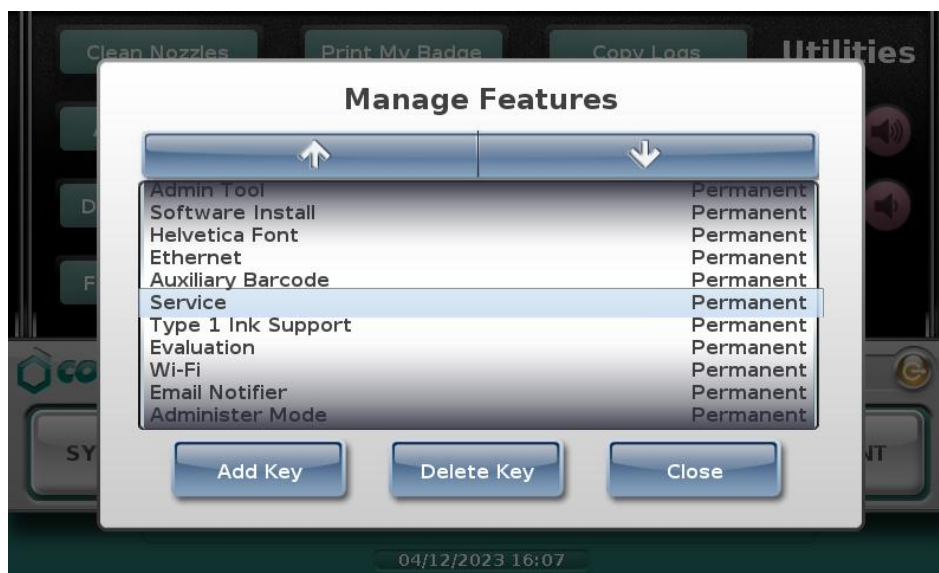 Clean Nozzles Print My Badge Copy Logs Utilities
Manage Features
Admin Tool Permanent
Software Install Permanent
Helvetica Font Permanent
Ethernet Permanent
Auxiliary Barcode Permanent
Service Permanent
Type 1 Ink Support Permanent
Evaluation Permanent
Wi-Fi Permanent
Email Notifier Permanent
Administer Mode Permanent
Add Key Delete Key Close
04/12/2023 16:07